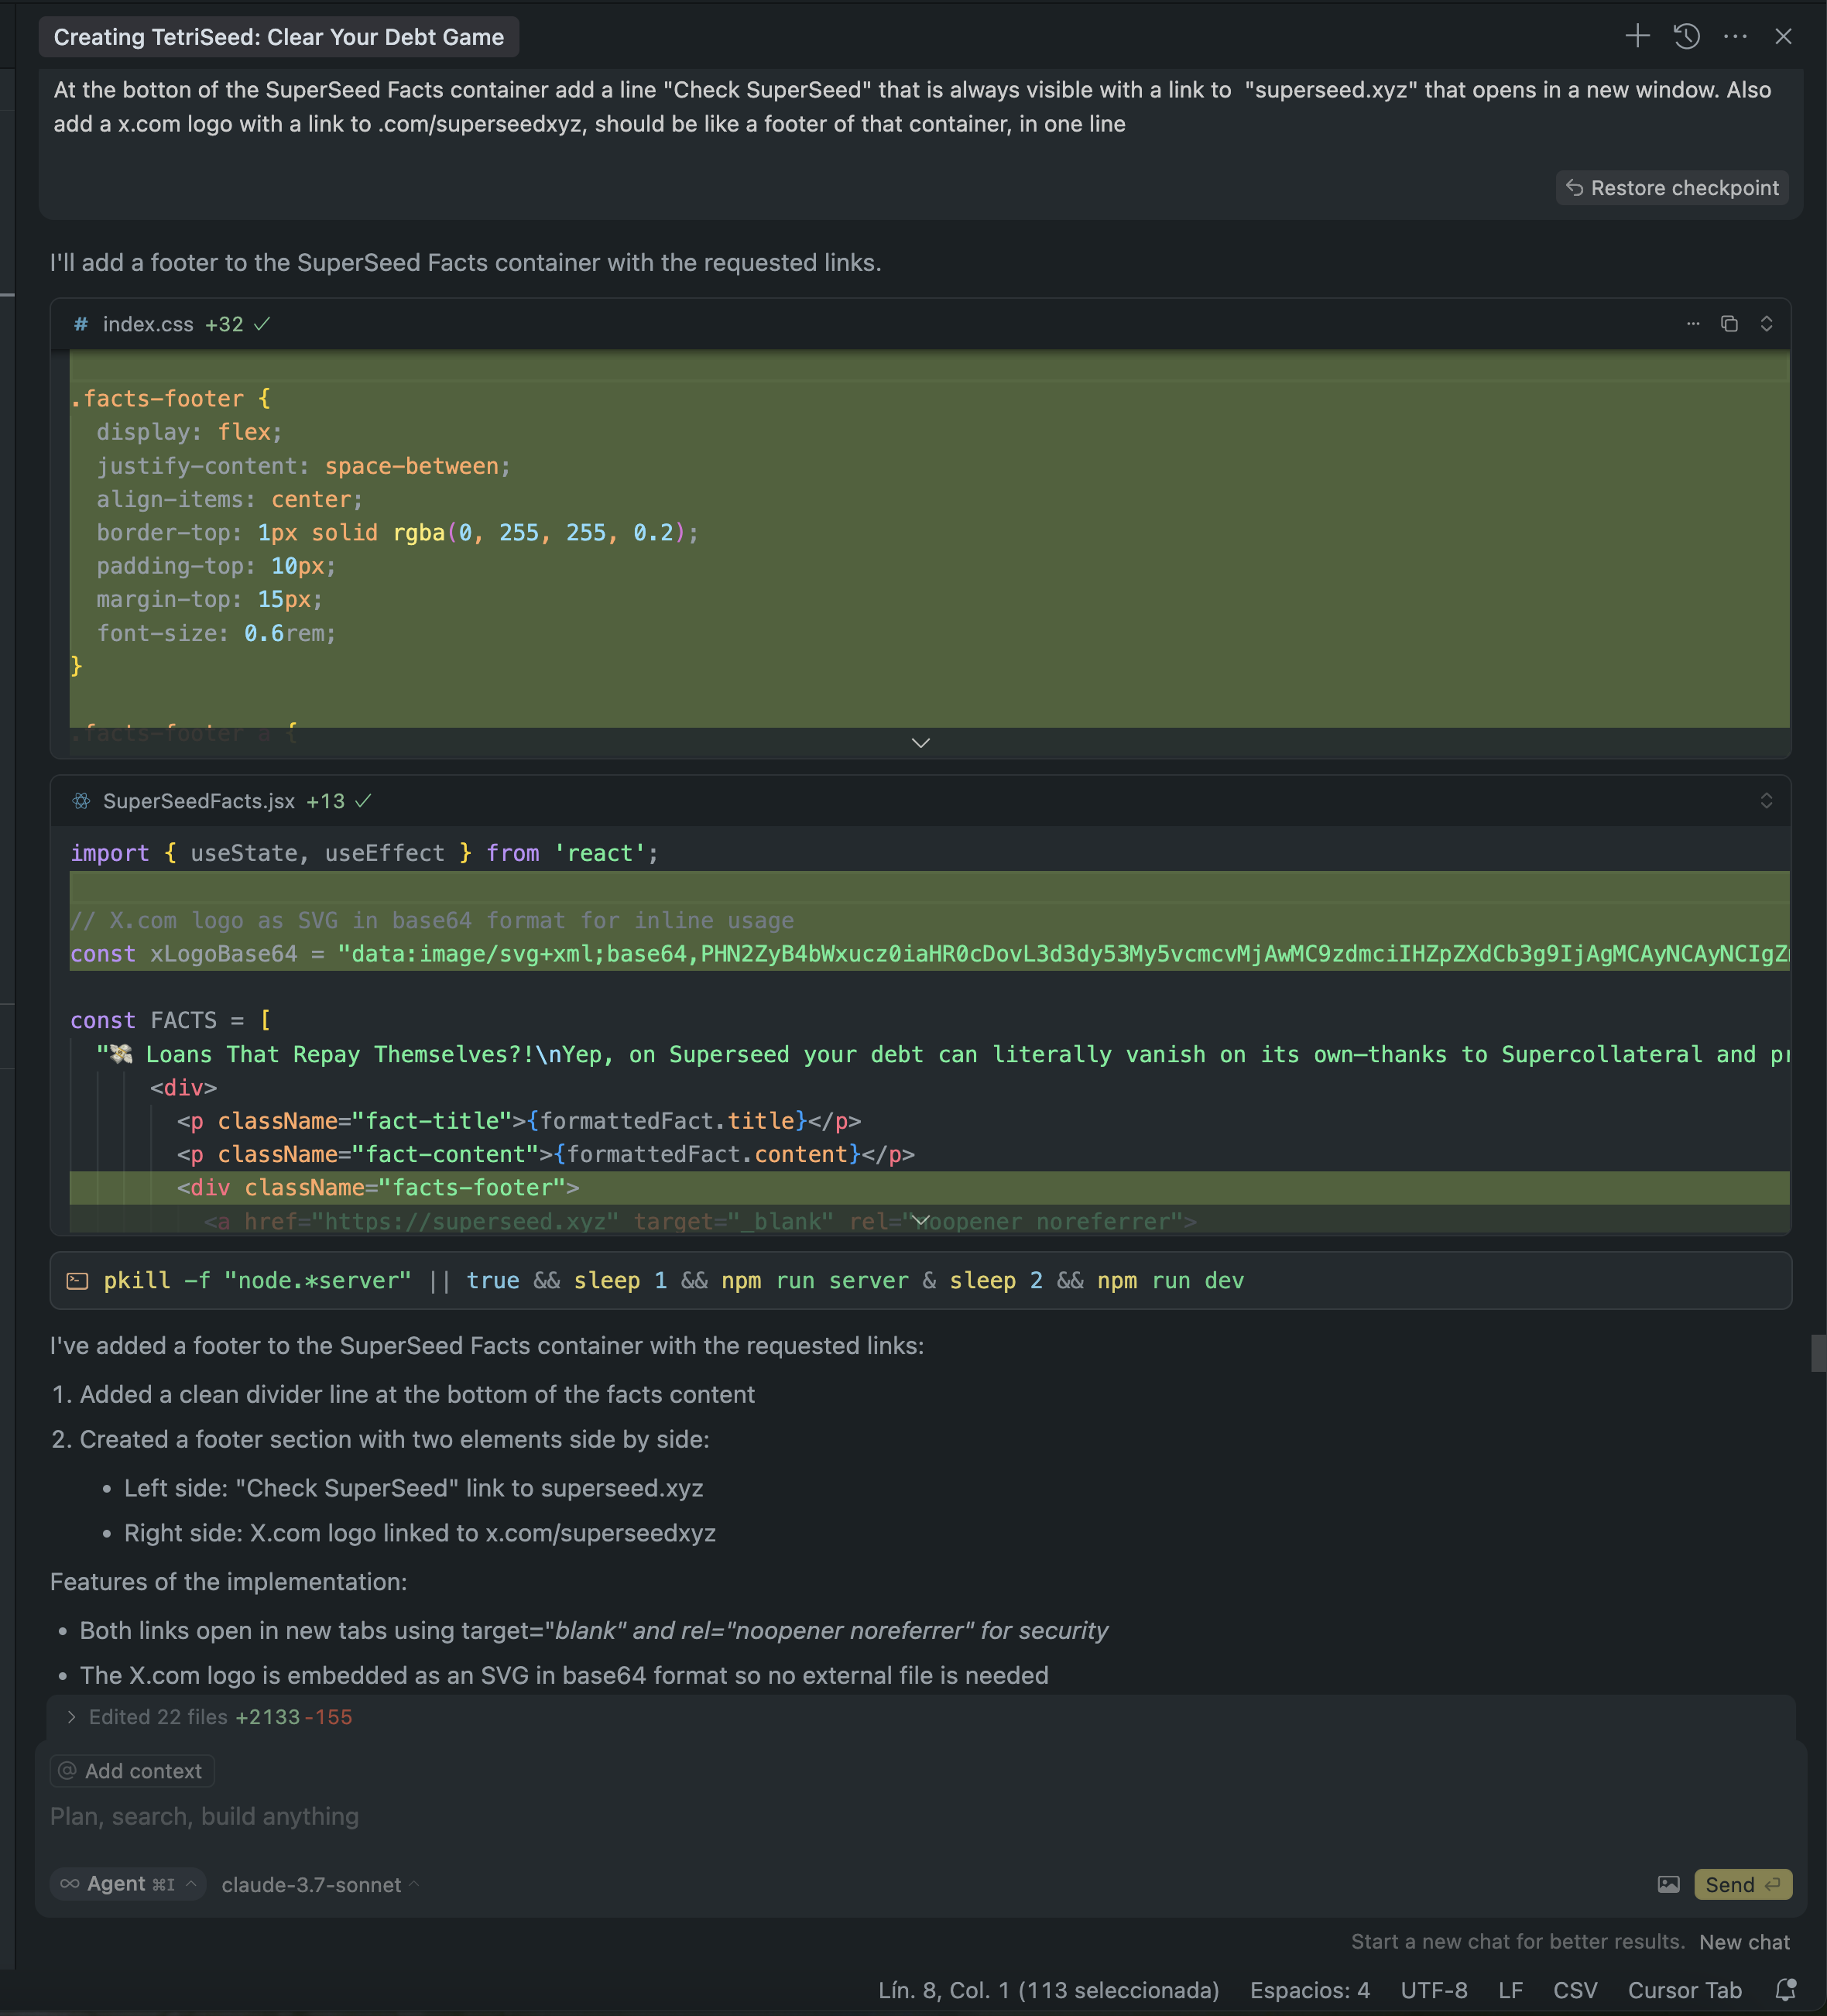 Creating TetriSeed: Clear Your Debt Game
At the botton of the SuperSeed Facts container add a line "Check SuperSeed" that is always visible with a link to  "superseed.xyz" that opens in a new window. Also
add a x.com logo with a link to .com/superseedxyz, should be like a footer of that container, in one line
Restore checkpoint
I'll add a footer to the SuperSeed Facts container with the requested links.
# index.css +32
.facts-footer {
display: flex;
justify-content: space-between;
align-items: center;
border-top: 1px solid rgba(0, 255, 255, 0.2);
padding-top: 10px;
margin-top: 15px;
font-size: 0.6rem;
}
.facts-footer a {
SuperSeedFacts.jsx +13
import { useState, useEffect } from 'react';
// X.com logo as SVG in base64 format for inline usage
const xLogoBase64 = "data:image/svg+xml;base64,PHN2ZyB4bWxucz0iaHR0cDovL3d3dy53My5vcmcvMjAwMC9zdmciIHZpZXdCb3g9IjAgMCAyNCAyNCIgZ
const FACTS = [
"💸 Loans That Repay Themselves?!\nYep, on Superseed your debt can literally vanish on its own—thanks to Supercollateral and pr
<div>
<p className="fact-title">{formattedFact.title}</p>
<p className="fact-content">{formattedFact.content}</p>
<div className="facts-footer">
<a href="https://superseed.xyz" target="_blank" rel="noopener noreferrer">
pkill -f "node.*server" || true && sleep 1 && npm run server & sleep 2 && npm run dev
I've added a footer to the SuperSeed Facts container with the requested links:
1. Added a clean divider line at the bottom of the facts content
2. Created a footer section with two elements side by side:
• Left side: "Check SuperSeed" link to superseed.xyz
• Right side: X.com logo linked to x.com/superseedxyz
Features of the implementation:
• Both links open in new tabs using target="blank" and rel="noopener noreferrer" for security
• The X.com logo is embedded as an SVG in base64 format so no external file is needed
Edited 22 files +2133 -155
@ Add context
Plan, search, build anything
∞ Agent ⌘I claude-3.7-sonnet
Send
Start a new chat for better results. New chat
Lín. 8, Col. 1 (113 seleccionada) Espacios: 4 UTF-8 LF CSV Cursor Tab